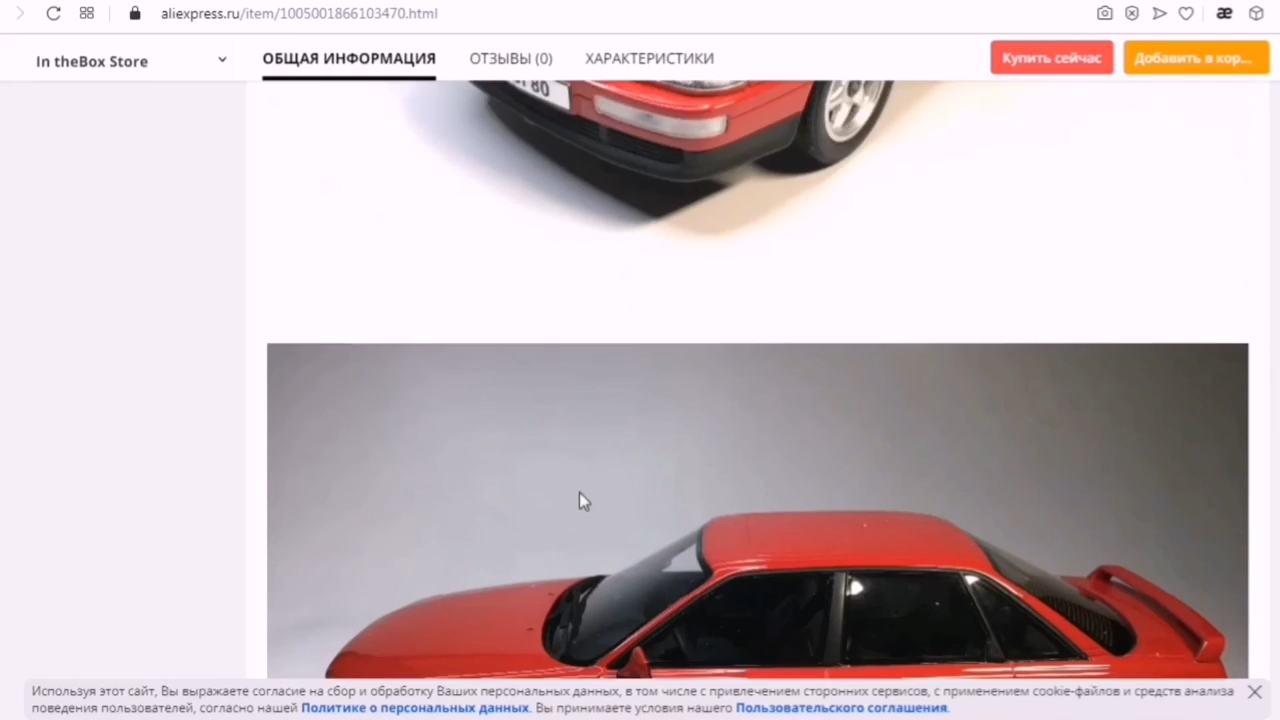 aliexpress.ru/item/1005001866103470.html
In theBox Store
ОБЩАЯ ИНФОРМАЦИЯ
ОТЗЫВЫ (0)
ХАРАКТЕРИСТИКИ
Купить сейчас
Добавить в кор...
80
Используя этот сайт, Вы выражаете согласие на сбор и обработку Ваших персональных данных, в том числе с привлечением сторонних сервисов, с применением cookie-файлов и средств анализа
поведения пользователей, согласно нашей Политике о персональных данных. Вы принимаете условия нашего Пользовательского соглашения.